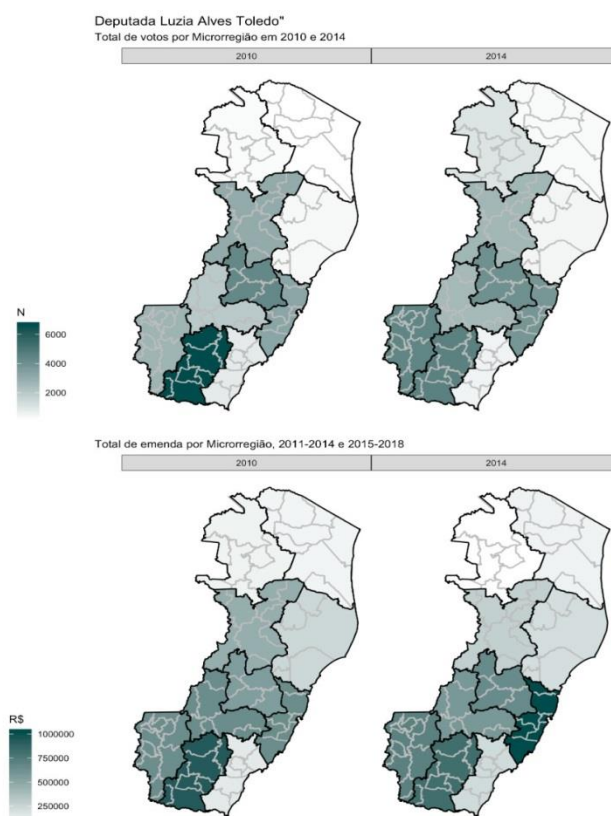 Deputada Luzia Alves Toledo"
Total de votos por Microrregião em 2010 e 2014
2010
2014
N
6000
4000
2000
Total de emenda por Microrregião, 2011-2014 e 2015-2018
2010
2014
R$
1000000
750000
500000
250000